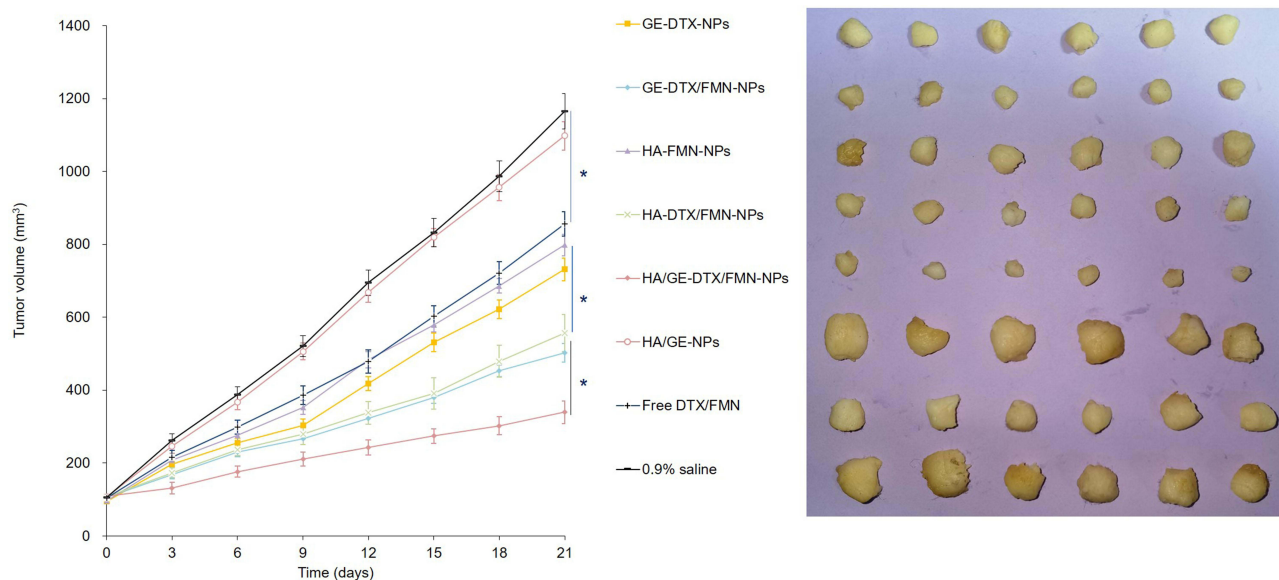 1400
1200
1000
800
600
400
200
0
Tumor volume (mm³)
0 3 6 9 12 15 18 21
Time (days)
*
*
*
GE-DTX-NPs
GE-DTX/FMN-NPs
HA-FMN-NPs
HA-DTX/FMN-NPs
HA/GE-DTX/FMN-NPs
HA/GE-NPs
Free DTX/FMN
0.9% saline